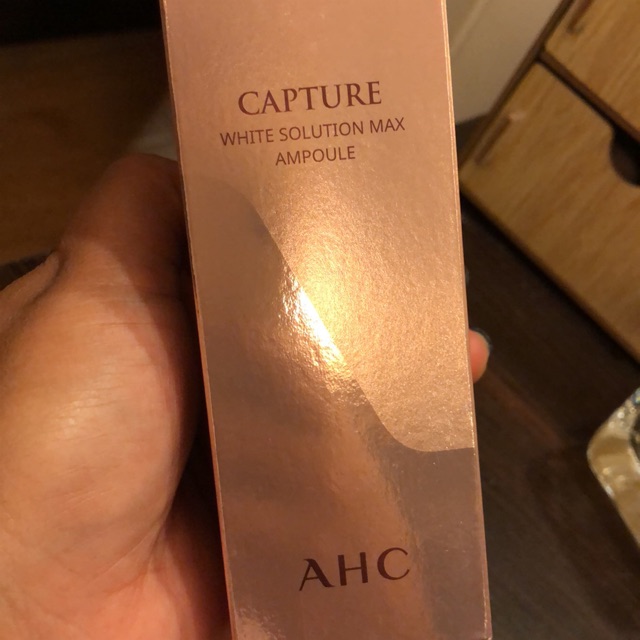 CAPTURE
WHITE SOLUTION MAX
AMPOULE
AHC